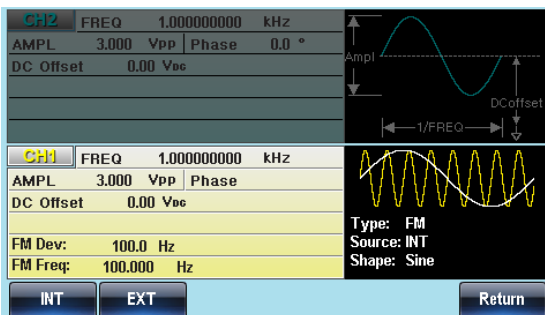 CH2 FREQ 1.000000000 kHz
AMPL 3.000 Vpp Phase 0.0 °
DC Offset 0.00 VDC
Ampl
DCoffset
1/FREQ
CH1 FREQ 1.000000000 kHz
AMPL 3.000 Vpp Phase
DC Offset 0.00 VDC
FM Dev: 100.0 Hz
FM Freq: 100.000 Hz
Type: FM
Source: INT
Shape: Sine
INT EXT Return